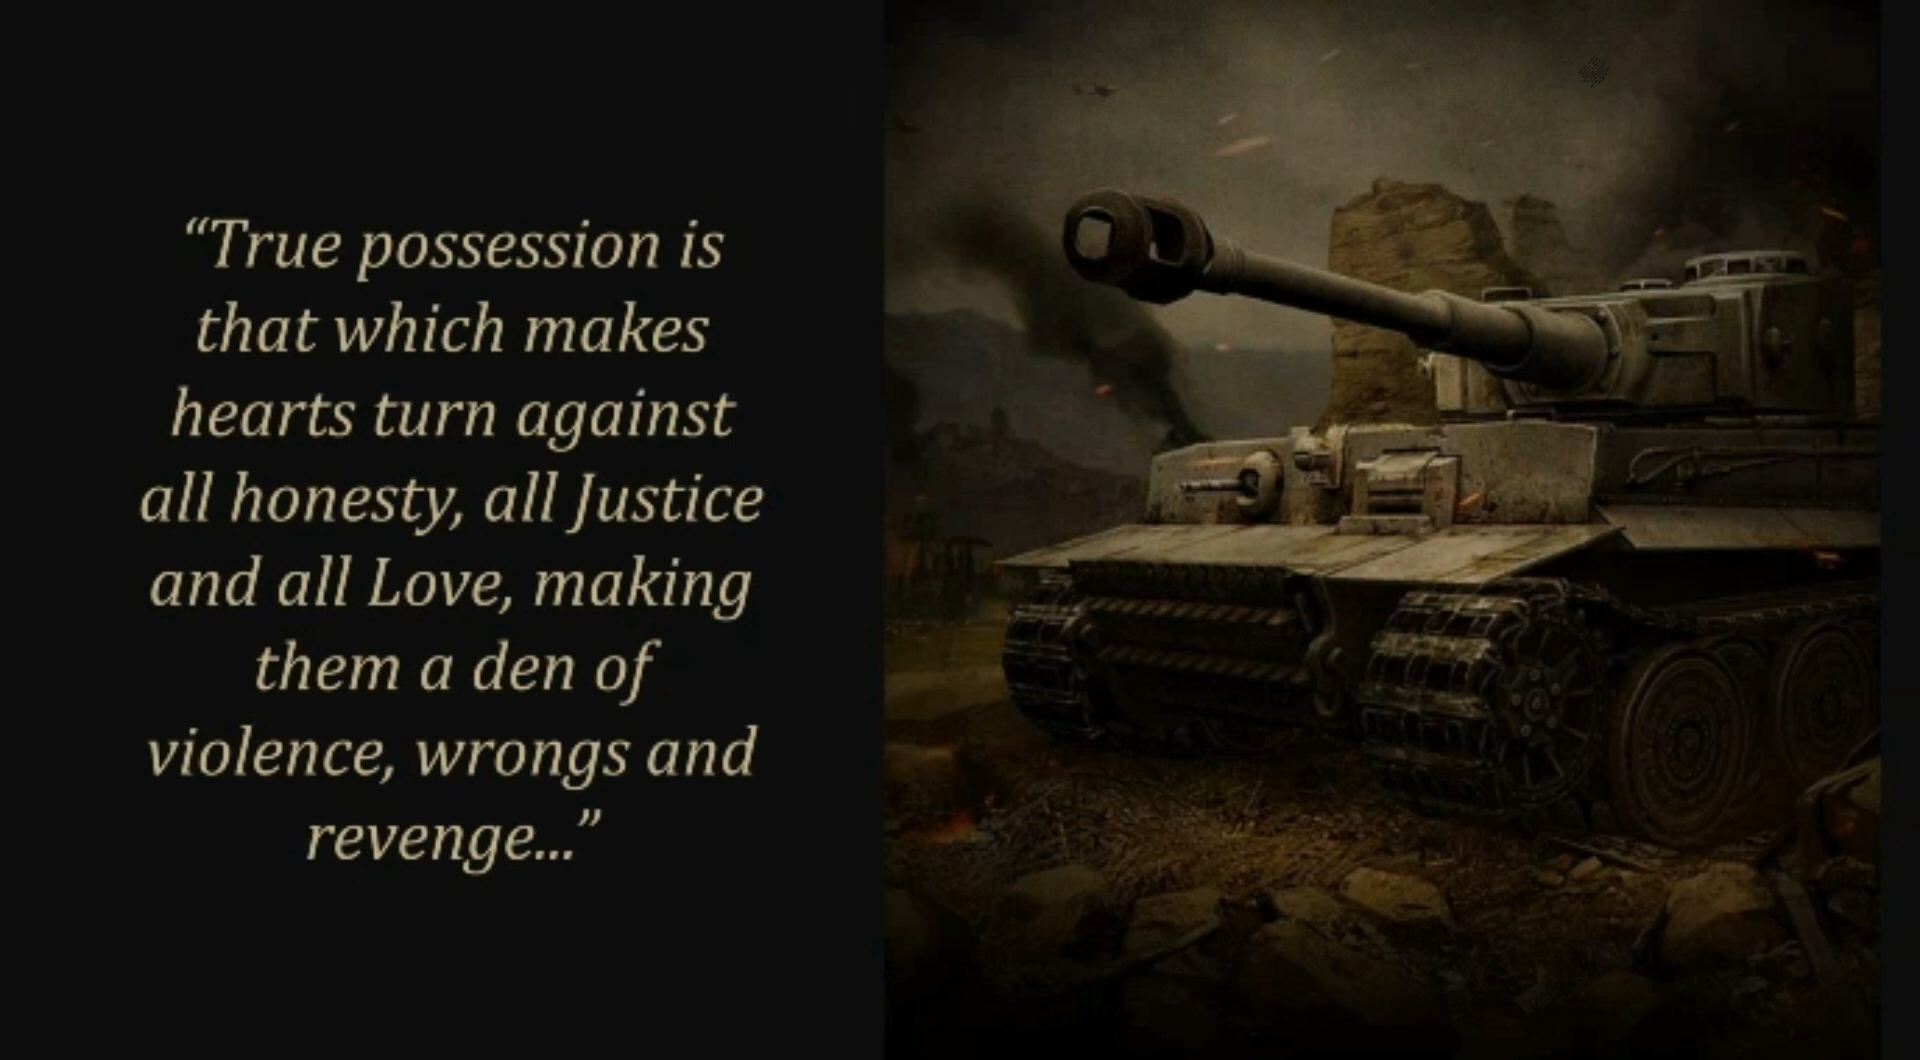 “True possession is
that which makes
hearts turn against
all honesty, all Justice
and all Love, making
them a den of
violence, wrongs and
revenge...”